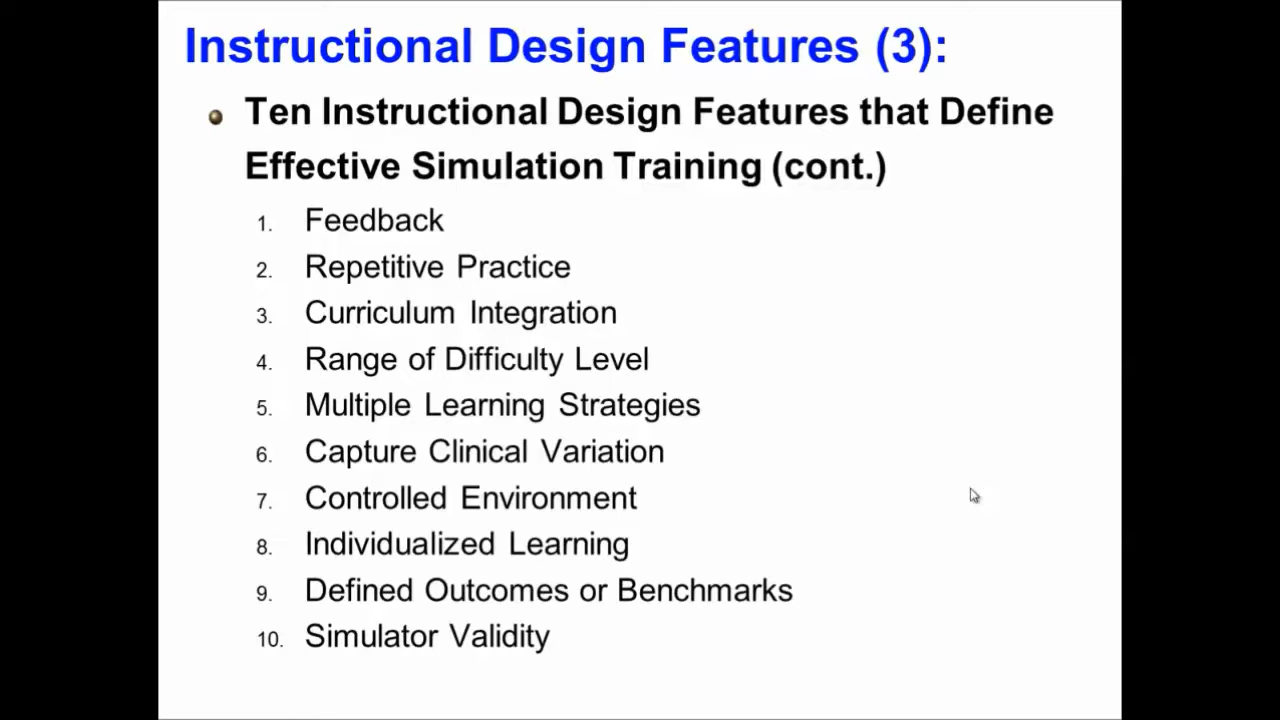 Instructional Design Features (3):
Ten Instructional Design Features that Define
Effective Simulation Training (cont.)
1. Feedback
2. Repetitive Practice
3. Curriculum Integration
4. Range of Difficulty Level
5. Multiple Learning Strategies
6. Capture Clinical Variation
7. Controlled Environment
8. Individualized Learning
9. Defined Outcomes or Benchmarks
10. Simulator Validity